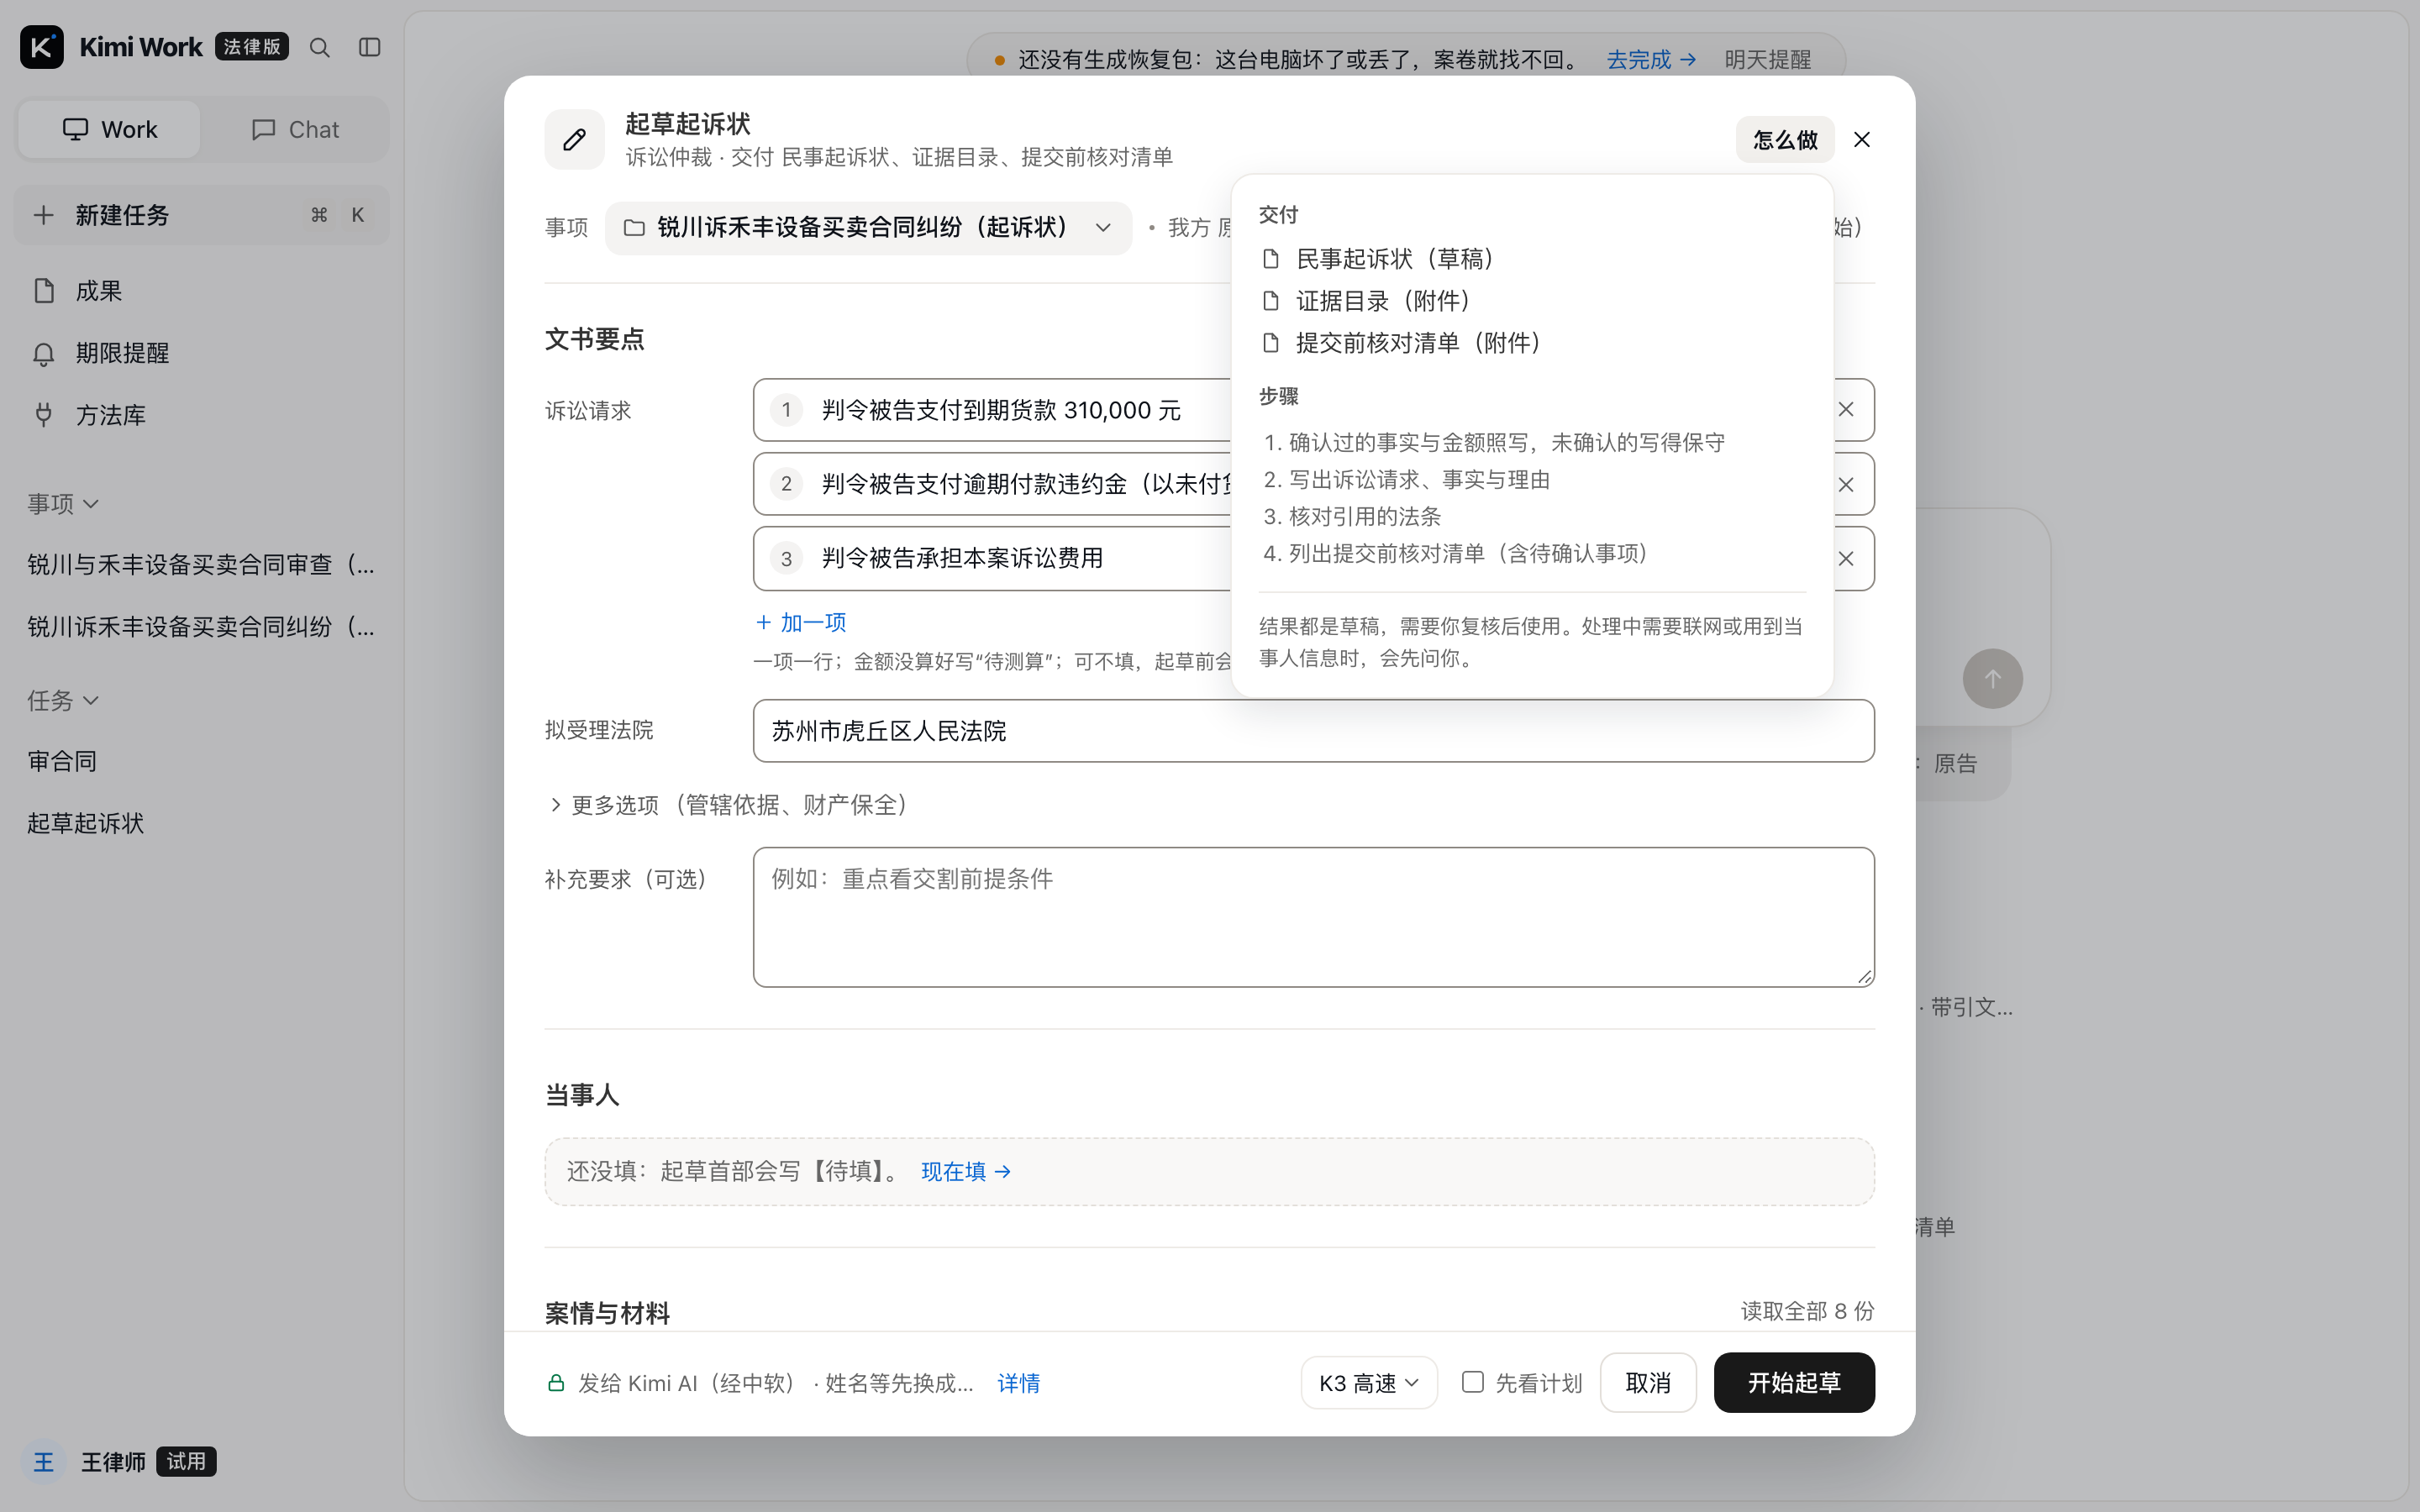 Kimi Work 法律版
Work
Chat
新建任务 ⌘ K
成果
期限提醒
方法库
事项
锐川与禾丰设备买卖合同审查（...
锐川诉禾丰设备买卖合同纠纷（...
任务
审合同
起草起诉状
王 王律师 试用
还没有生成恢复包：这台电脑坏了或丢了，案卷就找不回。 去完成 → 明天提醒
起草起诉状
诉讼仲裁 · 交付 民事起诉状、证据目录、提交前核对清单
怎么做
事项 锐川诉禾丰设备买卖合同纠纷（起诉状） • 我方
始）
交付
民事起诉状（草稿）
证据目录（附件）
提交前核对清单（附件）
步骤
1. 确认过的事实与金额照写，未确认的写得保守
2. 写出诉讼请求、事实与理由
3. 核对引用的法条
4. 列出提交前核对清单（含待确认事项）
结果都是草稿，需要你复核后使用。处理中需要联网或用到当
事人信息时，会先问你。
文书要点
诉讼请求
1 判令被告支付到期货款 310,000 元
2 判令被告支付逾期付款违约金（以未付
3 判令被告承担本案诉讼费用
+ 加一项
一项一行；金额没算好写“待测算”；可不填，起草前会
拟受理法院 苏州市虎丘区人民法院
更多选项（管辖依据、财产保全）
补充要求（可选） 例如：重点看交割前提条件
当事人
还没填：起草首部会写【待填】。 现在填 →
案情与材料 读取全部 8 份
发给 Kimi AI（经中软） · 姓名等先换成... 详情
K3 高速
先看计划
取消
开始起草
：原告
· 带引文...
清单